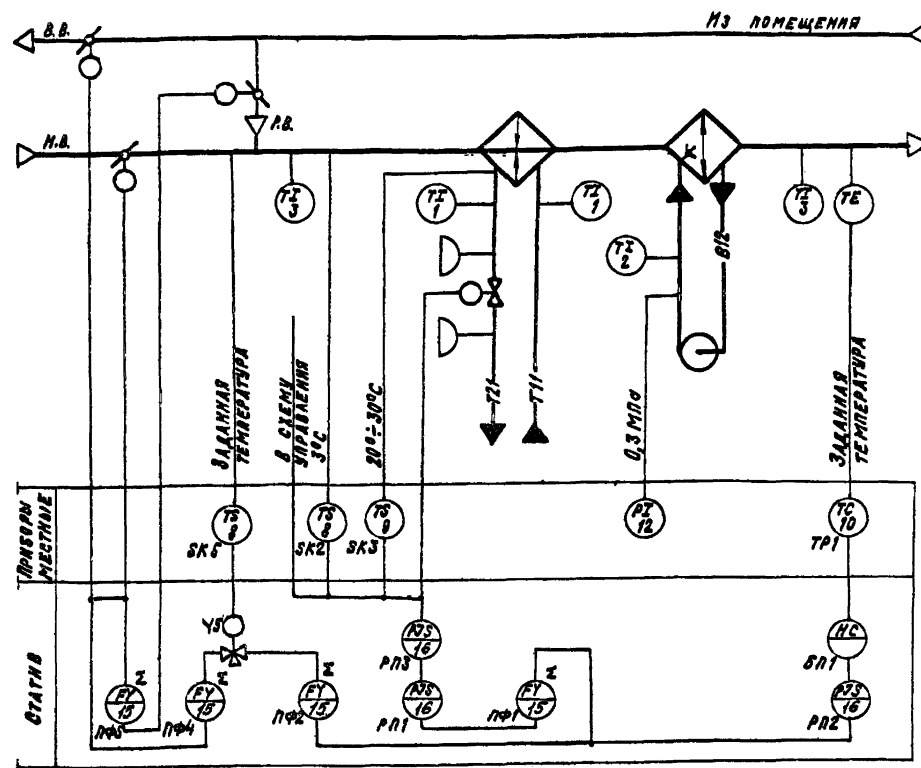 Из помещения
В.В.
Р.В.
Н.В.
TI
3
TI
1
TI
1
TI
2
TI
3
TE
К
В12
Т21
Т11
Заданная
температура
В схему
управления
3°С
20°÷30°С
0,3 МПа
Заданная
температура
Приборы
местные
TS
8
SK5
TS
8
SK2
TS
9
SK3
PI
12
TC
10
ТР1
Статив
YS
PJS
16
РП3
HC
БП1
FY
15
Σ
ПФ5
FY
15
Σ
ПФ4
FY
15
Σ
ПФ2
PJS
16
РП1
FY
15
Σ
ПФ1
PJS
16
РП2